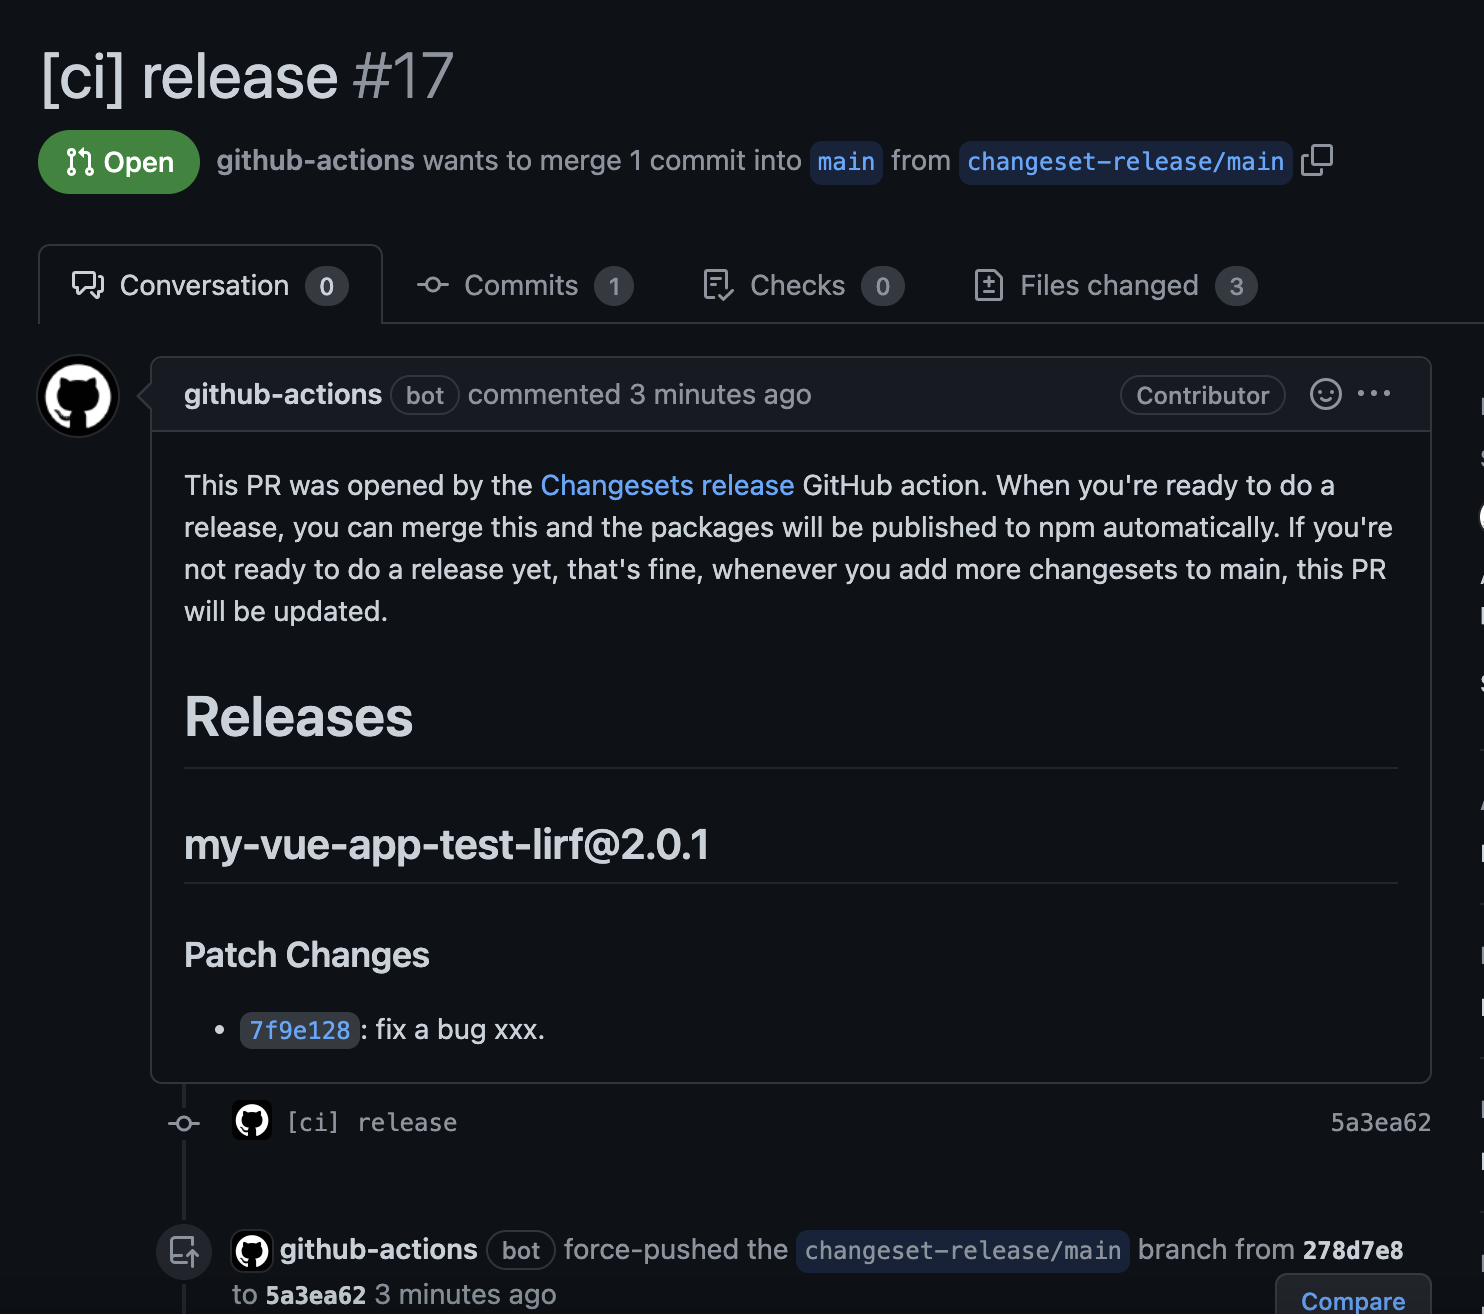 [ci] release #17
Open github-actions wants to merge 1 commit into main from changeset-release/main
Conversation 0 Commits 1 Checks 0 Files changed 3
github-actions bot commented 3 minutes ago Contributor
This PR was opened by the Changesets release GitHub action. When you're ready to do a
release, you can merge this and the packages will be published to npm automatically. If you're
not ready to do a release yet, that's fine, whenever you add more changesets to main, this PR
will be updated.
Releases
my-vue-app-test-lirf@2.0.1
Patch Changes
• 7f9e128: fix a bug xxx.
[ci] release 5a3ea62
github-actions bot force-pushed the changeset-release/main branch from 278d7e8
to 5a3ea62 3 minutes ago
Compare